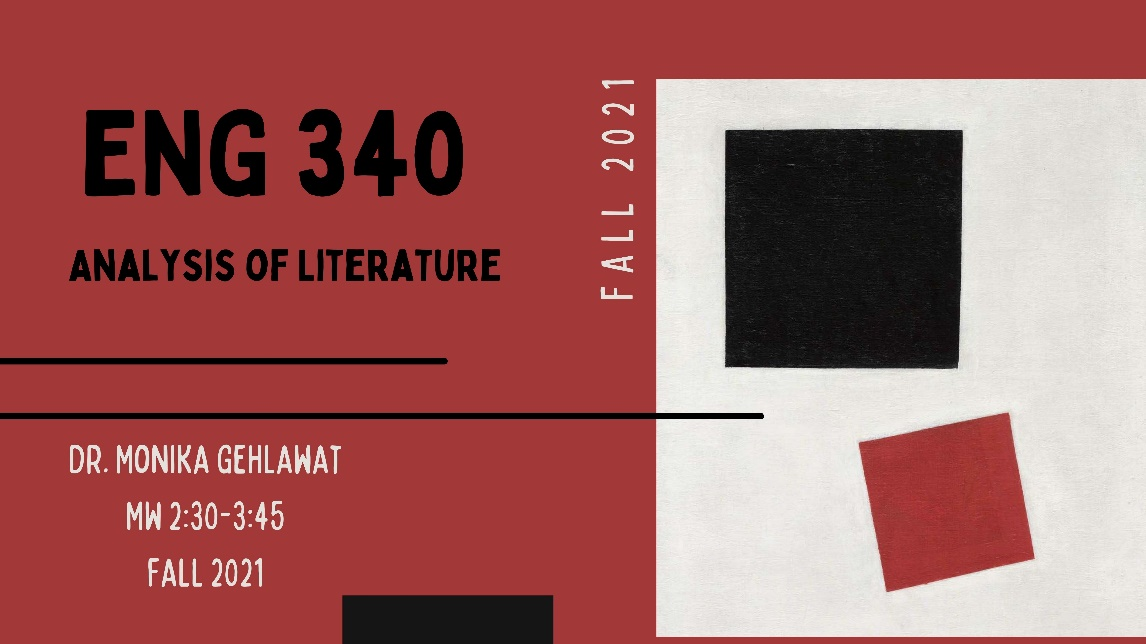 ENG 340
ANALYSIS OF LITERATURE
FALL 2021
DR. MONIKA GEHLAWAT
MW 2:30-3:45
FALL 2021